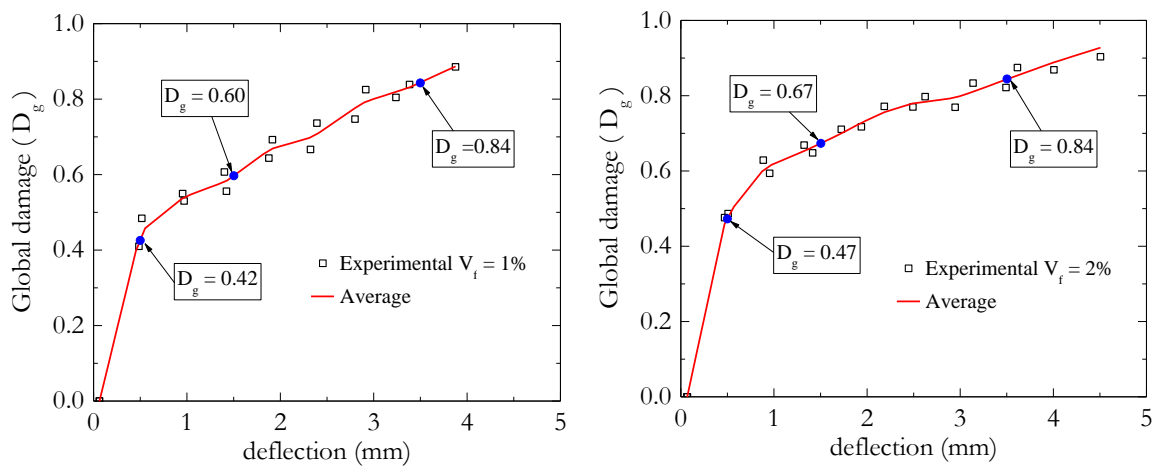 1.0
0.8
0.6
0.4
0.2
0.0
Global damage ( D_g )
D_g = 0.60
D_g =0.84
D_g = 0.42
Experimental V_f = 1%
Average
0 1 2 3 4 5
deflection (mm)
1.0
0.8
0.6
0.4
0.2
0.0
Global damage ( D_g )
D_g = 0.67
D_g = 0.84
D_g = 0.47
Experimental V_f = 2%
Average
0 1 2 3 4 5
deflection (mm)